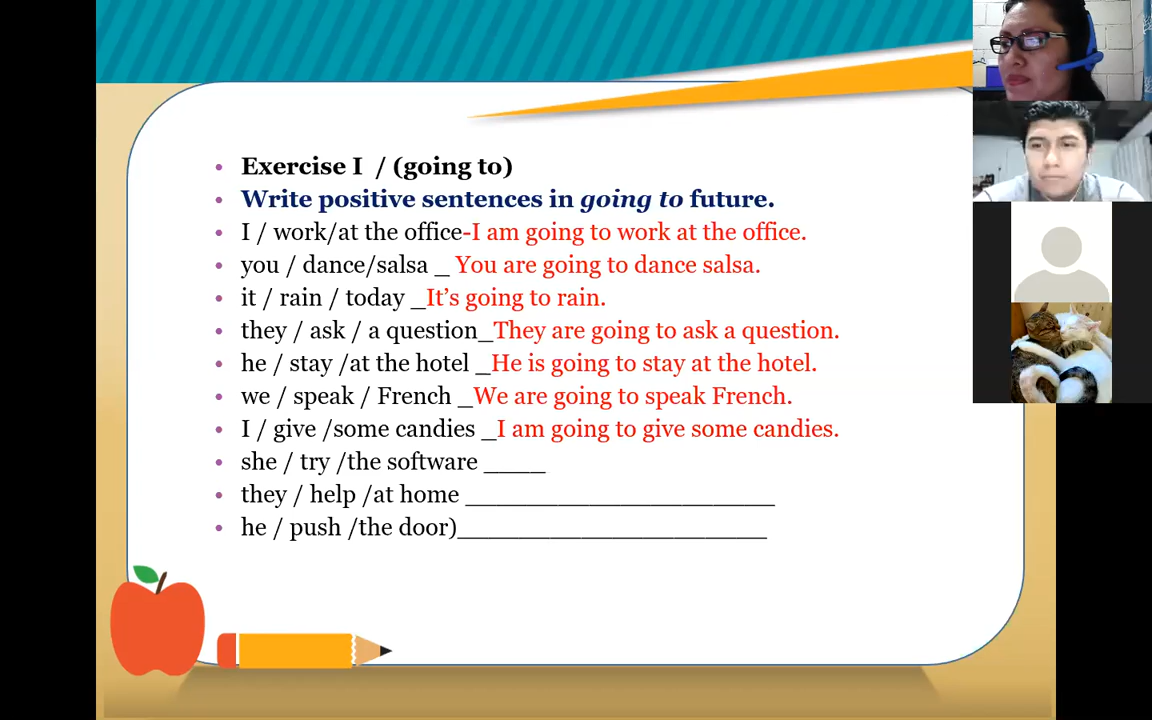 Exercise I / (going to)
Write positive sentences in going to future.
I / work/at the office-I am going to work at the office.
you / dance/salsa _ You are going to dance salsa.
it / rain / today _It's going to rain.
they / ask / a question_They are going to ask a question.
he / stay /at the hotel _He is going to stay at the hotel.
we / speak / French _We are going to speak French.
I / give /some candies _I am going to give some candies.
she / try /the software ____
they / help /at home ____________________
he / push /the door)____________________